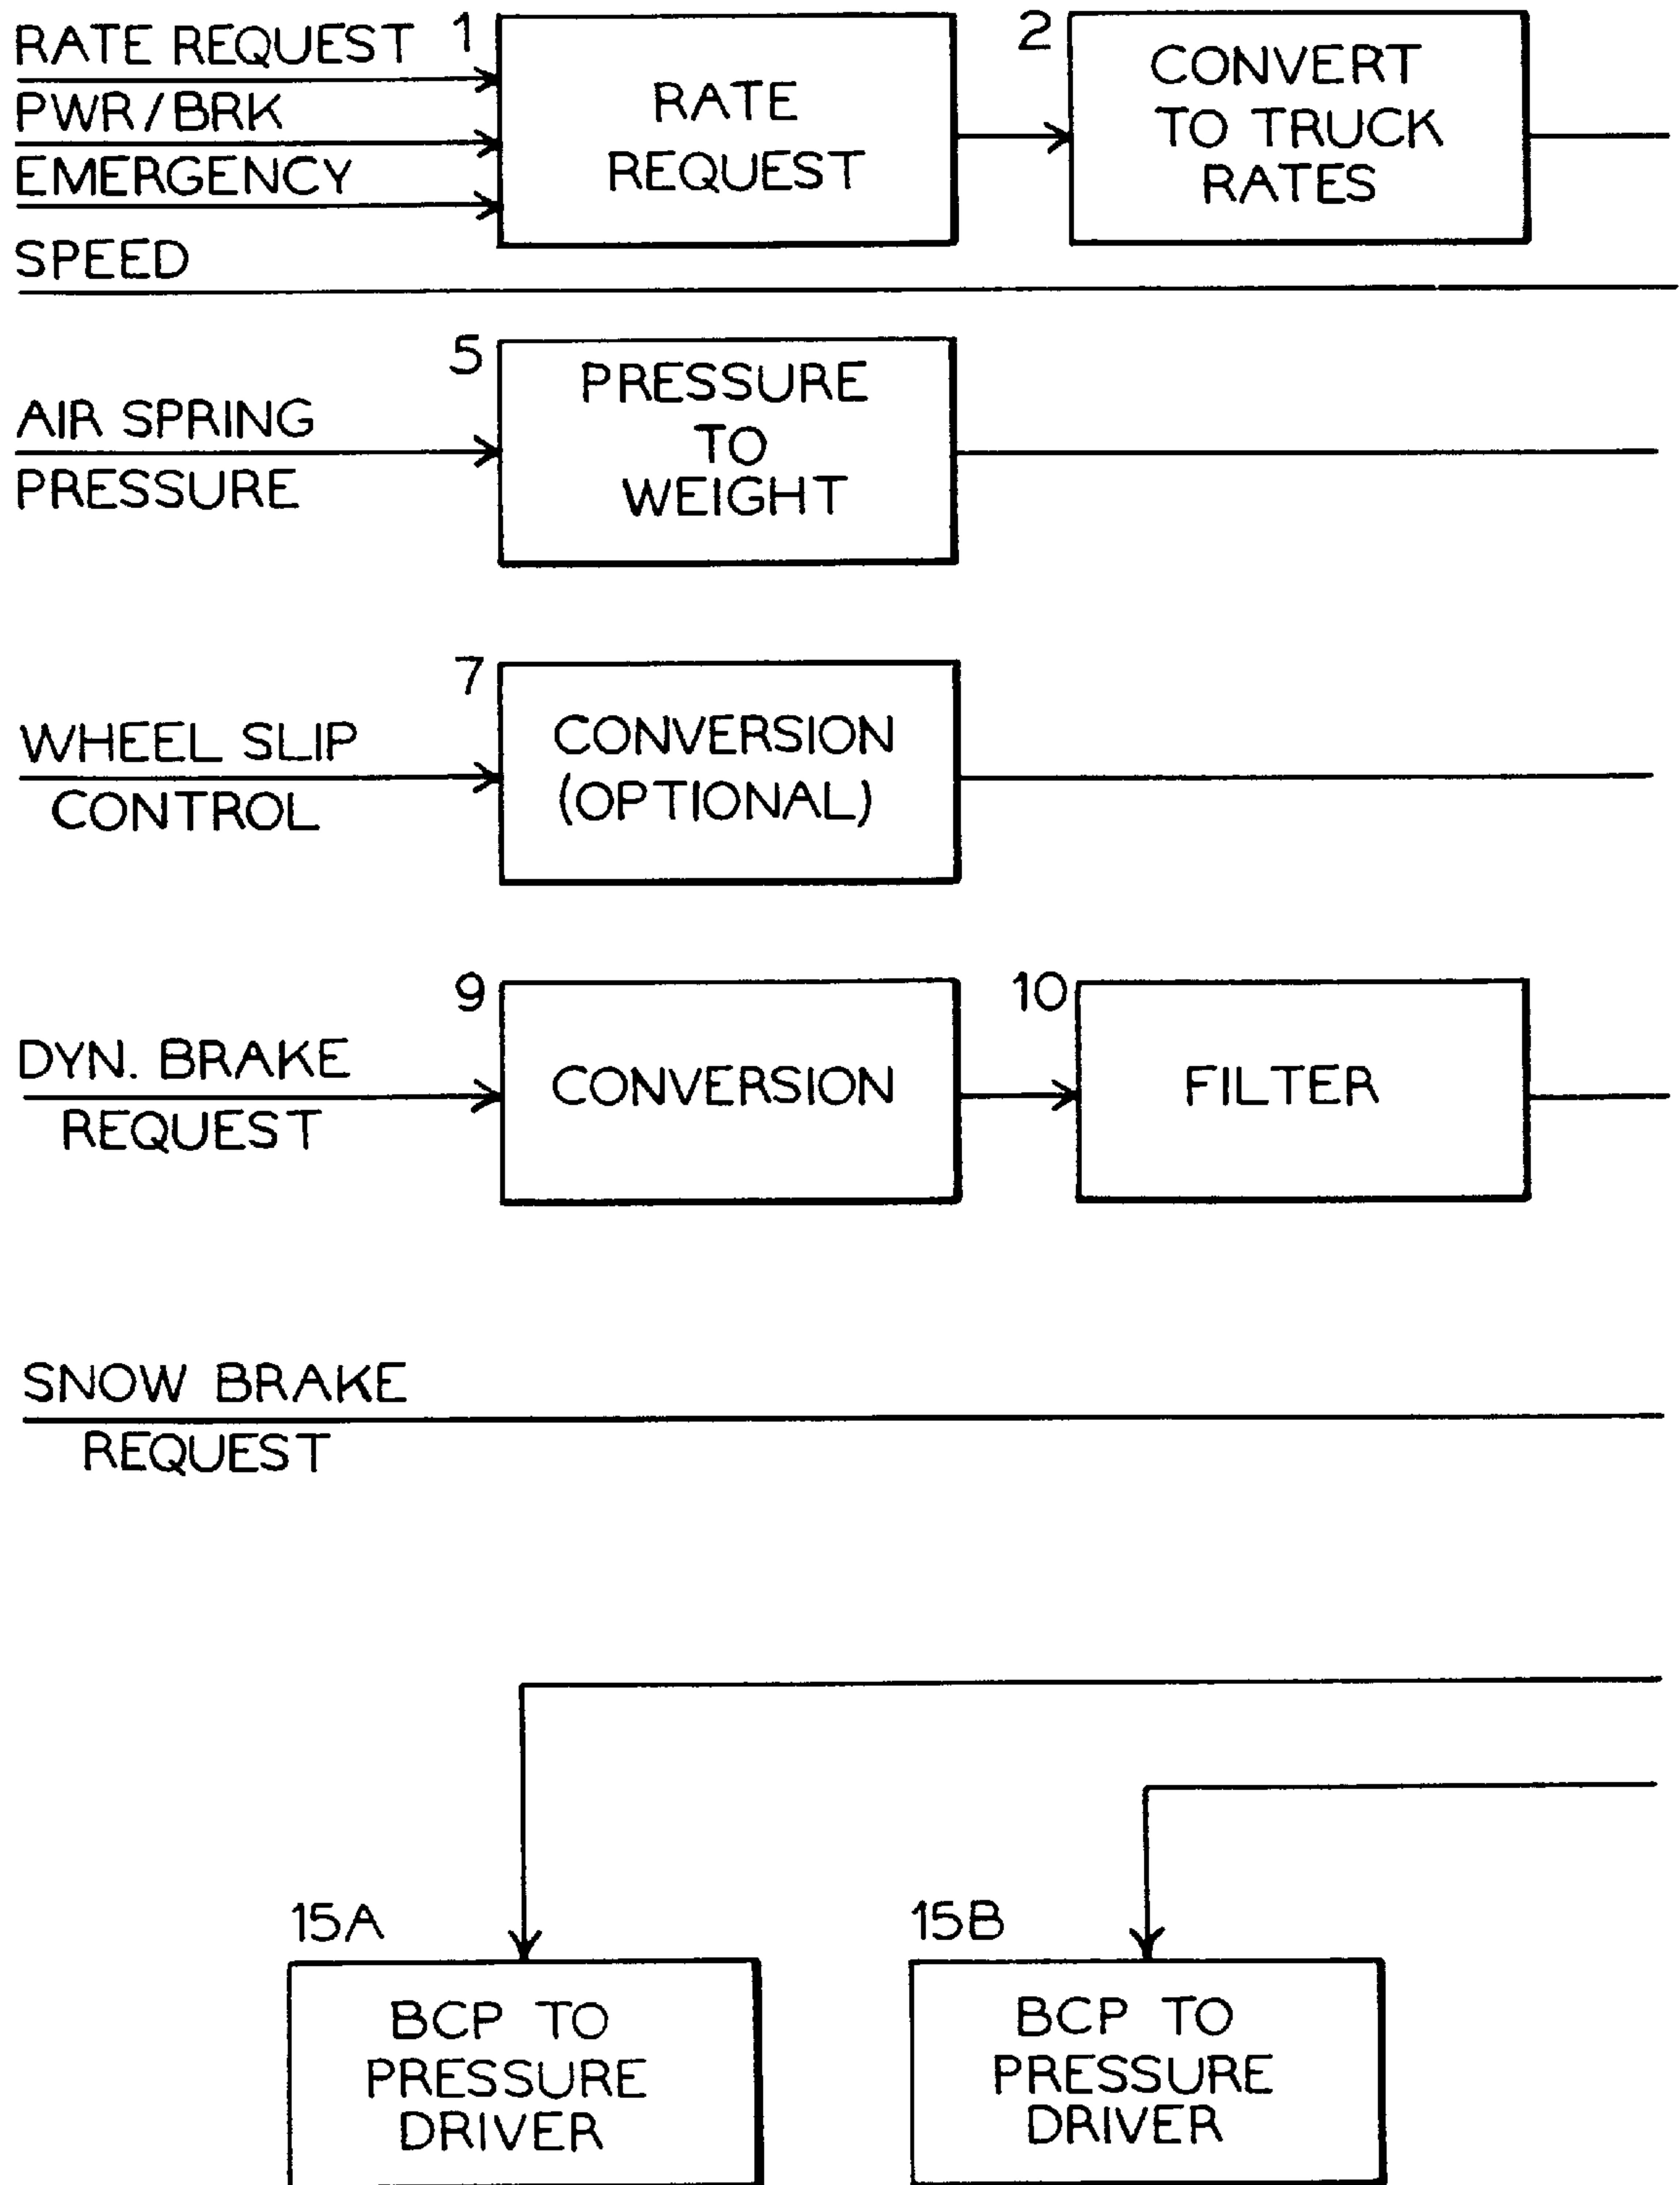 RATE REQUEST
PWR/BRK
EMERGENCY
SPEED
1
RATE
REQUEST
2
CONVERT
TO TRUCK
RATES
AIR SPRING
PRESSURE
5
PRESSURE
TO
WEIGHT
WHEEL SLIP
CONTROL
7
CONVERSION
(OPTIONAL)
DYN. BRAKE
REQUEST
9
CONVERSION
10
FILTER
SNOW BRAKE
REQUEST
15A
BCP TO
PRESSURE
DRIVER
15B
BCP TO
PRESSURE
DRIVER